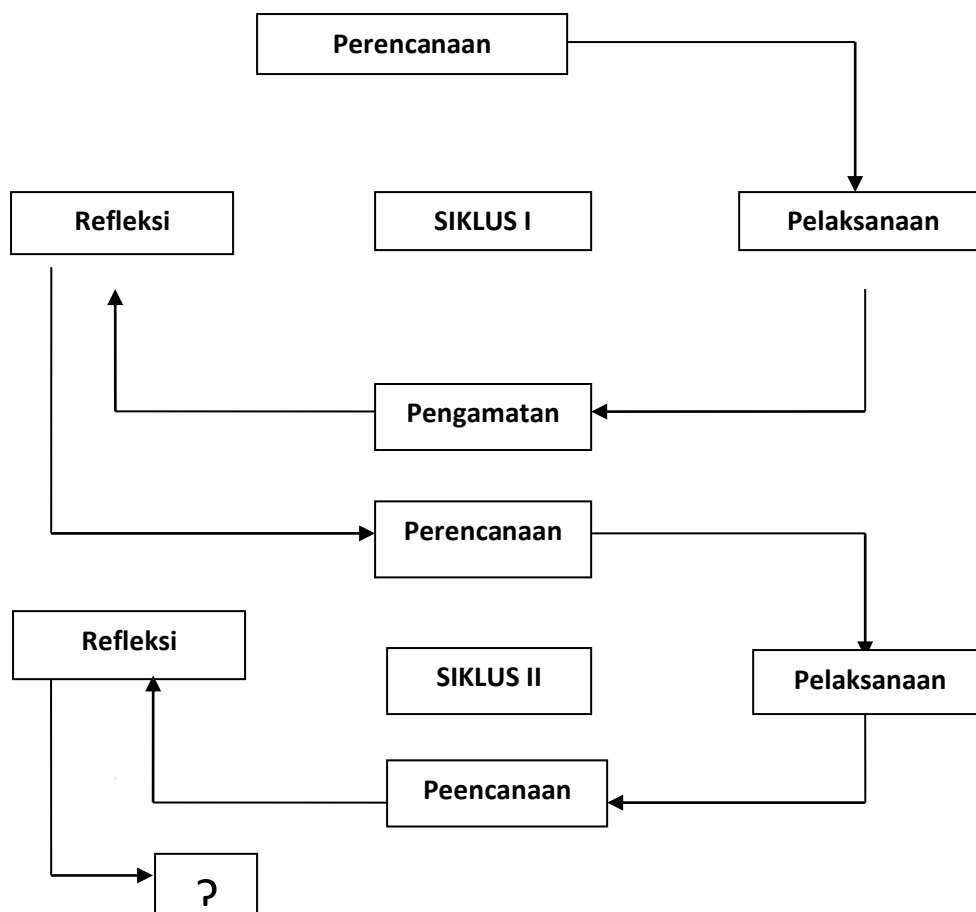 Perencanaan
Refleksi
SIKLUS I
Pelaksanaan
Pengamatan
Perencanaan
Refleksi
SIKLUS II
Pelaksanaan
Peencanaan
?